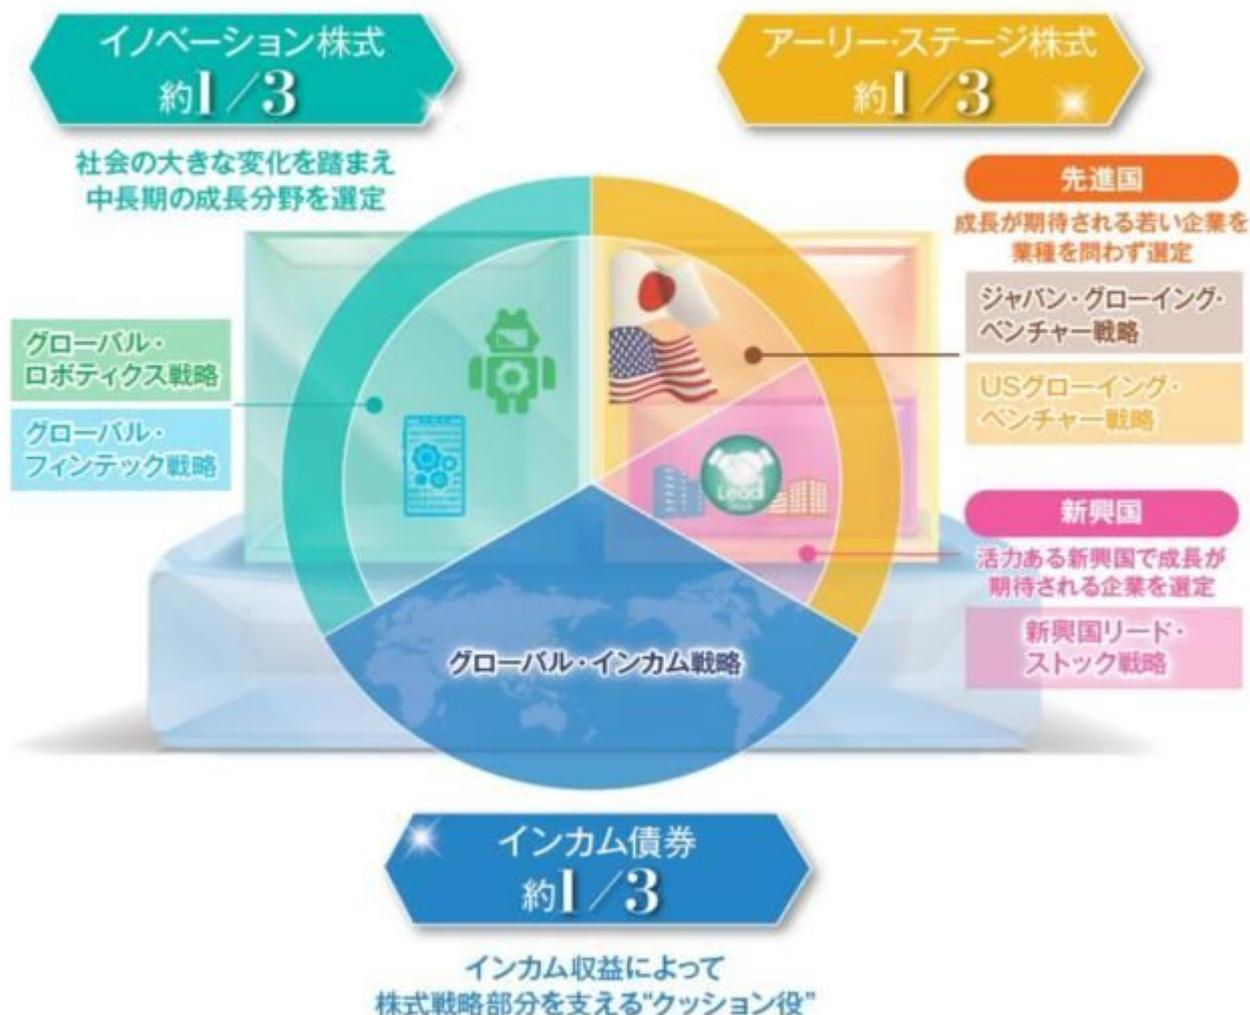 イノベーション株式
約1/3
社会の大きな変化を踏まえ
中長期の成長分野を選定
グローバル・
ロボティクス戦略
グローバル・
フィンテック戦略
アーリー・ステージ株式
約1/3
先進国
成長が期待される若い企業を
業種を問わず選定
ジャパン・グローイング・
ベンチャー戦略
USグローイング・
ベンチャー戦略
Lead
新興国
活力ある新興国で成長が
期待される企業を選定
新興国リード・
ストック戦略
グローバル・インカム戦略
インカム債券
約1/3
インカム収益によって
株式戦略部分を支える"クッション役"